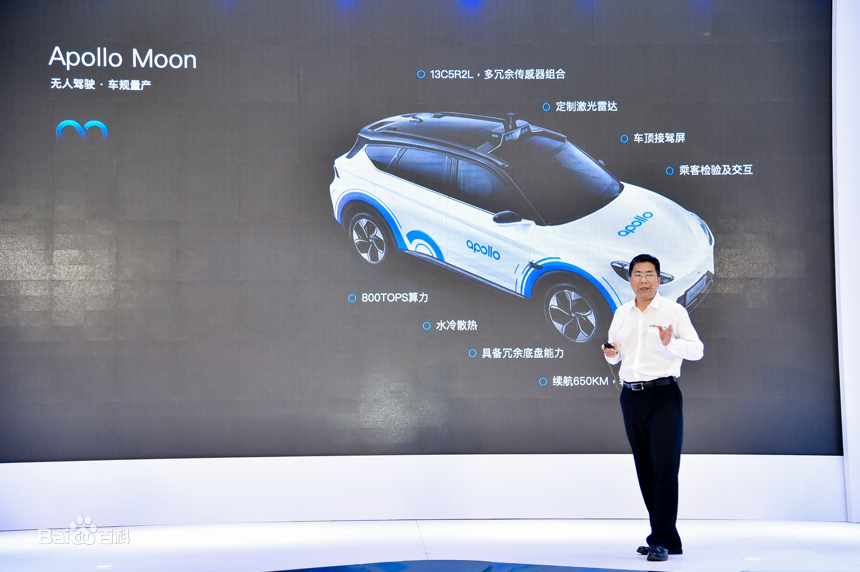 Apollo Moon
无人驾驶·车规量产
13C5R2L，多冗余传感器组合
定制激光雷达
车顶接驾屏
乘客检验及交互
apollo
apollo
800TOPS算力
水冷散热
具备冗余底盘能力
续航650KM，
Bai百科